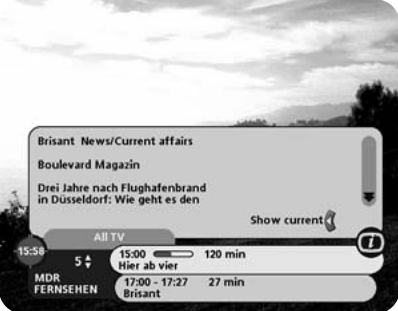 Brisant News/Current affairs
Boulevard Magazin
Drei Jahre nach Flughafenbrand
in Düsseldorf: Wie geht es den
Show current
i
All TV
15:58
5
15:00 120 min
Hier ab vier
MDR
FERNSEHEN
17:00 - 17:27 27 min
Brisant